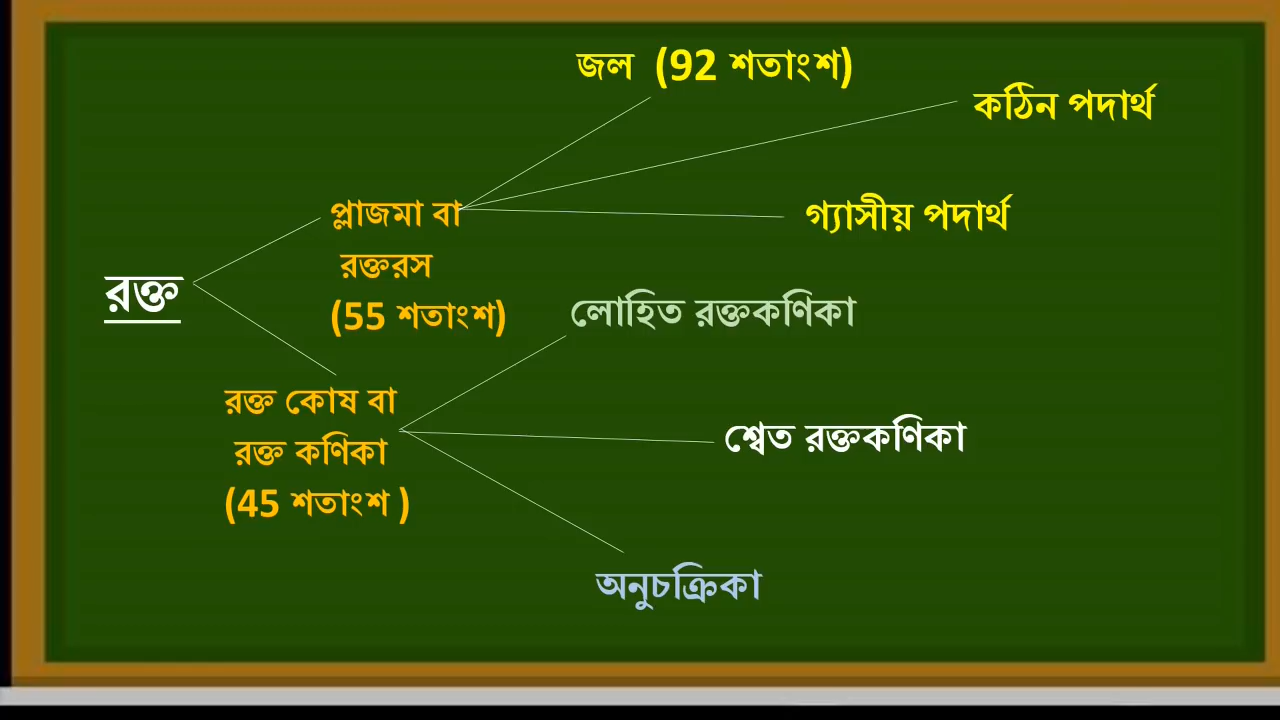 জল (92 শতাংশ)
কঠিন পদার্থ
প্লাজমা বা
রক্তরস
(55 শতাংশ)
গ্যাসীয় পদার্থ
রক্ত
লোহিত রক্তকণিকা
রক্ত কোষ বা
রক্ত কণিকা
(45 শতাংশ )
শ্বেত রক্তকণিকা
অনুচক্রিকা